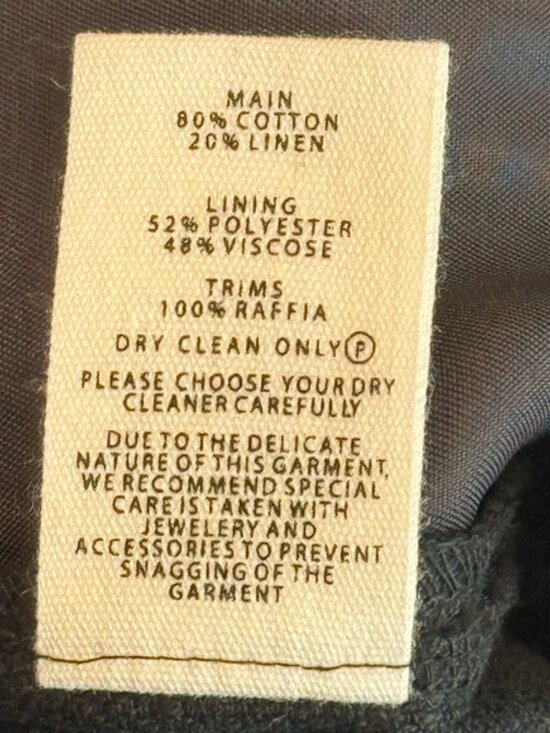 MAIN
80% COTTON
20% LINEN
LINING
52% POLYESTER
48% VISCOSE
TRIMS
100% RAFFIA
DRY CLEAN ONLY Ⓟ
PLEASE CHOOSE YOUR DRY
CLEANER CAREFULLY
DUE TO THE DELICATE
NATURE OF THIS GARMENT,
WE RECOMMEND SPECIAL
CARE IS TAKEN WITH
JEWELERY AND
ACCESSORIES TO PREVENT
SNAGGING OF THE
GARMENT